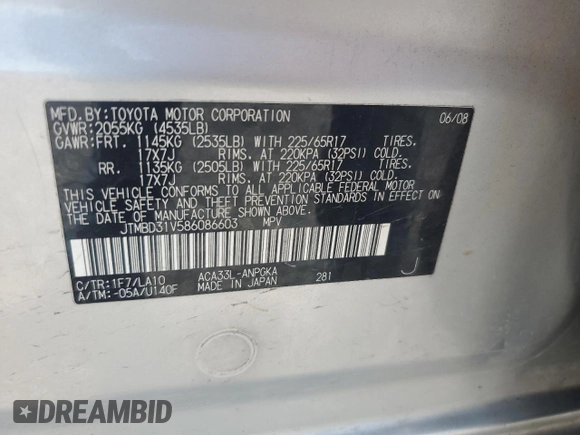 MFD.BY:TOYOTA MOTOR CORPORATION 06/08
GVWR:2055KG (4535LB)
GAWR:FRT. 1145KG (2535LB) WITH 225/65R17 TIRES.
17X7J RIMS. AT 220KPA (32PSI) COLD.
RR. 1135KG (2505LB) WITH 225/65R17 TIRES.
17X7J RIMS. AT 220KPA (32PSI) COLD.
THIS VEHICLE CONFORMS TO ALL APPLICABLE FEDERAL MOTOR
VEHICLE SAFETY AND THEFT PREVENTION STANDARDS IN EFFECT ON
THE DATE OF MANUFACTURE SHOWN ABOVE.
JTMBD31V586086603 MPV
C/TR:1F7/LA10 ACA33L-ANPGKA 281 J
A/TM:-05A/U140F MADE IN JAPAN
DREAMBID